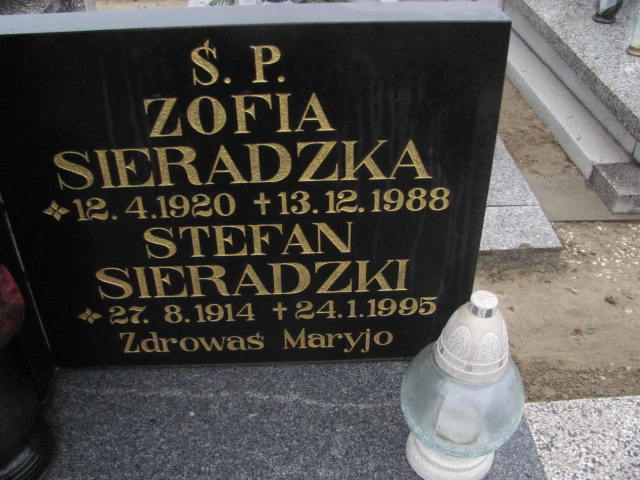 Ś. P.
ZOFIA
SIERADZKA
12.4.1920 † 13.12.1988
STEFAN
SIERADZKI
27.8.1914 † 24.1.1995
Zdrowaś Maryjo